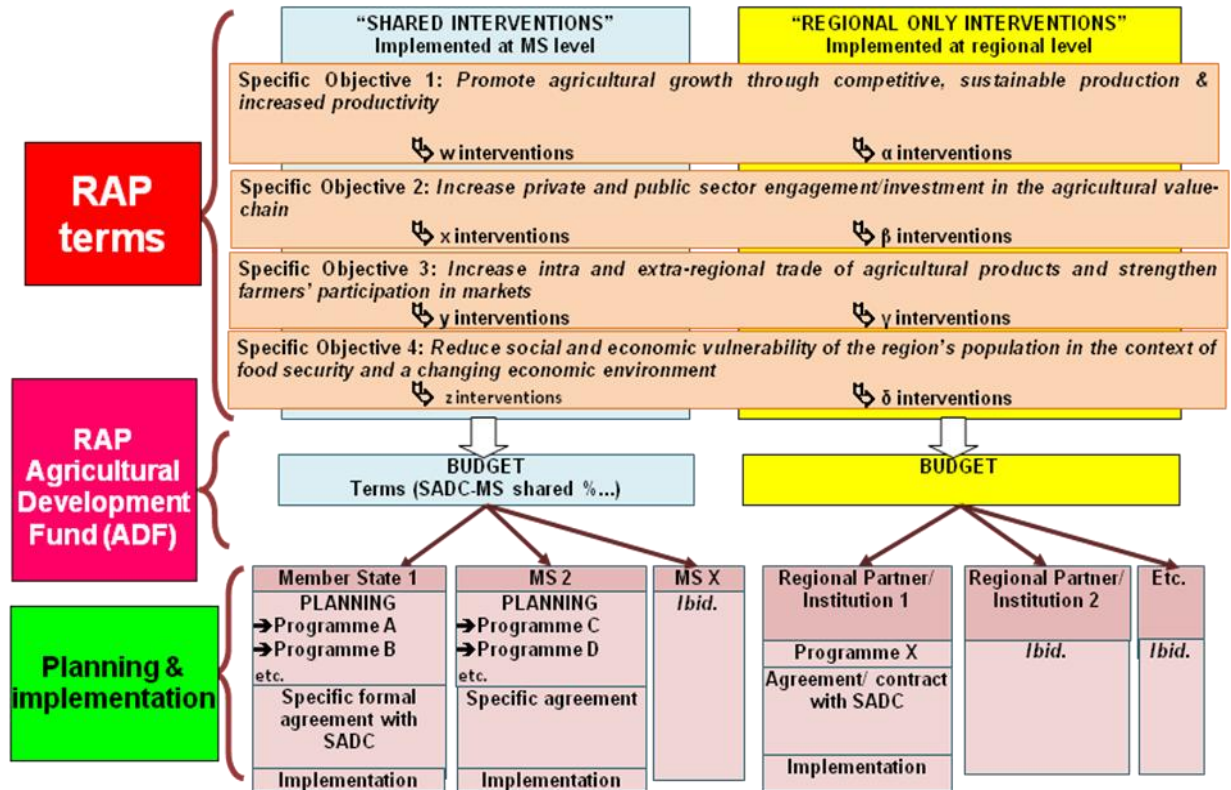 “SHARED INTERVENTIONS”
Implemented at MS level
“REGIONAL ONLY INTERVENTIONS”
Implemented at regional level
RAP
terms
Specific Objective 1: Promote agricultural growth through competitive, sustainable production &
increased productivity
w interventions
α interventions
Specific Objective 2: Increase private and public sector engagement/investment in the agricultural value-
chain
x interventions
β interventions
Specific Objective 3: Increase intra and extra-regional trade of agricultural products and strengthen
farmers’ participation in markets
y interventions
γ interventions
Specific Objective 4: Reduce social and economic vulnerability of the region’s population in the context of
food security and a changing economic environment
z interventions
δ interventions
RAP
Agricultural
Development
Fund (ADF)
BUDGET
Terms (SADC-MS shared %...)
BUDGET
Planning &
implementation
Member State 1
PLANNING
➔Programme A
➔Programme B
etc.
Specific formal
agreement with
SADC
Implementation
MS 2
PLANNING
➔Programme C
➔Programme D
etc.
Specific agreement
Implementation
MS X
Ibid.
Regional Partner/
Institution 1
Programme X
Agreement/ contract
with SADC
Implementation
Regional Partner/
Institution 2
Ibid.
Etc.
Ibid.